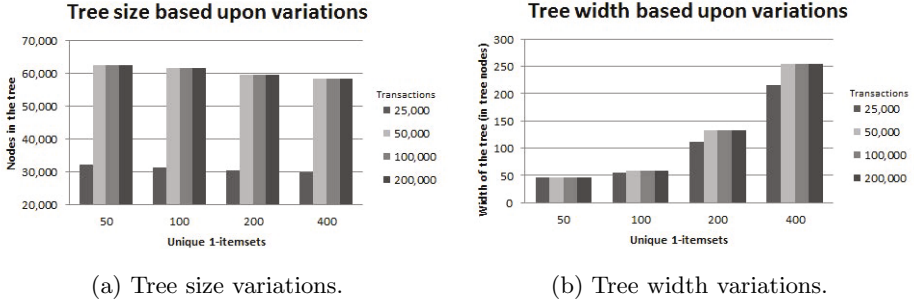 Tree size based upon variations
70,000
60,000
50,000
40,000
30,000
20,000
Nodes in the tree
50
100
200
400
Unique 1-itemsets
Transactions
25,000
50,000
100,000
200,000
(a) Tree size variations.
Tree width based upon variations
300
250
200
150
100
50
0
Width of the tree (in tree nodes)
50
100
200
400
Unique 1-itemsets
Transactions
25,000
50,000
100,000
200,000
(b) Tree width variations.